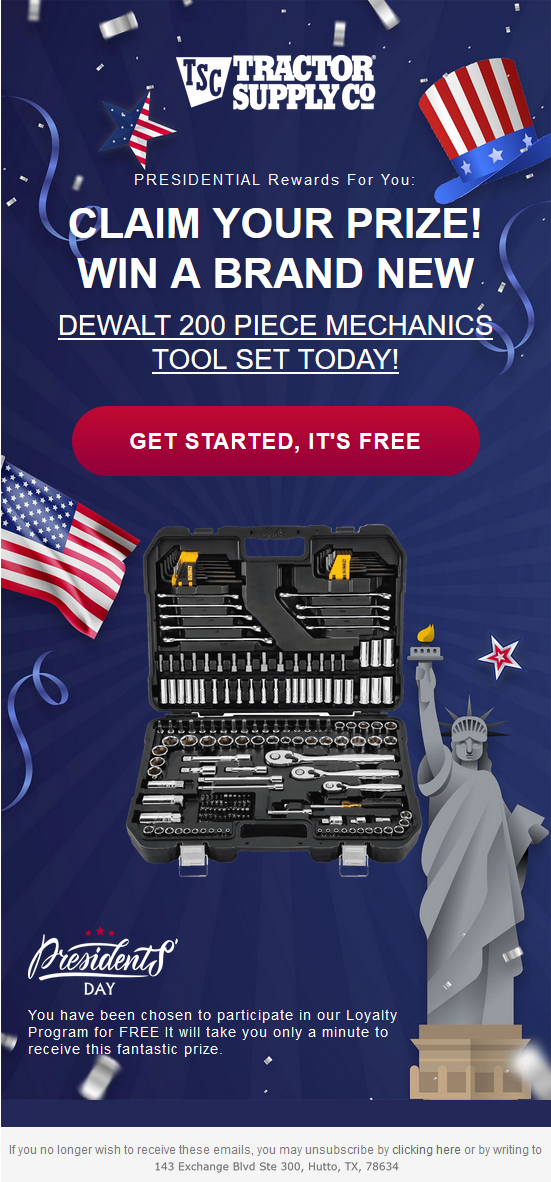 TSC TRACTOR
SUPPLY CO
PRESIDENTIAL Rewards For You:
CLAIM YOUR PRIZE!
WIN A BRAND NEW
DEWALT 200 PIECE MECHANICS
TOOL SET TODAY!
GET STARTED, IT'S FREE
Presidents'
DAY
You have been chosen to participate in our Loyalty
Program for FREE It will take you only a minute to
receive this fantastic prize.
If you no longer wish to receive these emails, you may unsubscribe by clicking here or by writing to
143 Exchange Blvd Ste 300, Hutto, TX, 78634